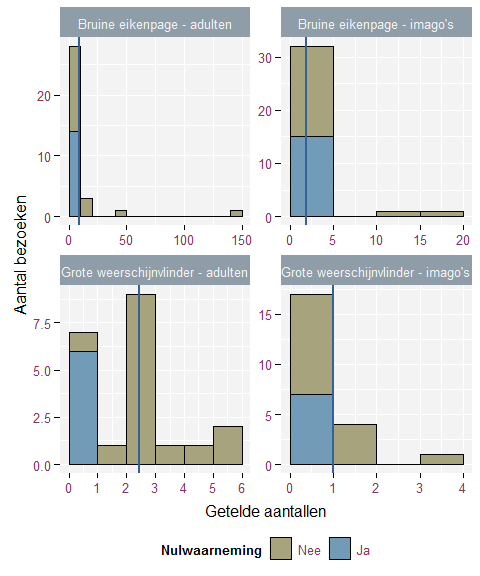 Bruine eikenpage - adulten
Bruine eikenpage - imago's
20
10
0
30
20
10
0
0 50 100 150
0 5 10 15 20
Aantal bezoeken
Grote weerschijnvlinder - adulten
Grote weerschijnvlinder - imago's
7.5
5.0
2.5
0.0
15
10
5
0
0 1 2 3 4 5 6
0 1 2 3 4
Getelde aantallen
Nulwaarneming Nee Ja